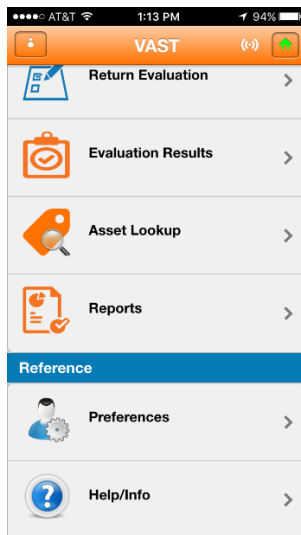 AT&T 1:13 PM 94%
VAST
Return Evaluation
Evaluation Results
Asset Lookup
Reports
Reference
Preferences
Help/Info